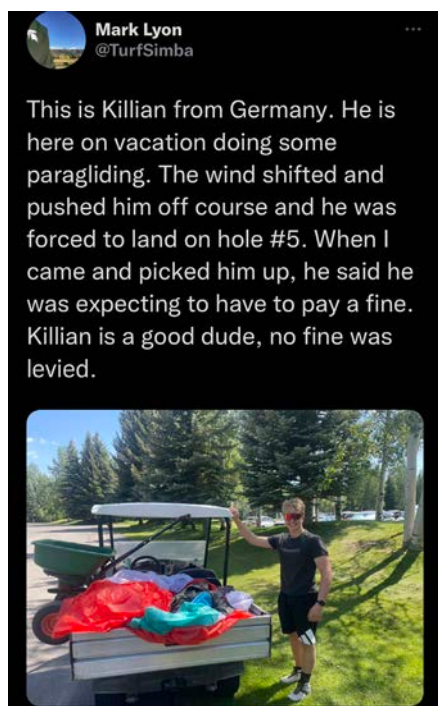 Mark Lyon
@TurfSimba
This is Killian from Germany. He is
here on vacation doing some
paragliding. The wind shifted and
pushed him off course and he was
forced to land on hole #5. When I
came and picked him up, he said he
was expecting to have to pay a fine.
Killian is a good dude, no fine was
levied.